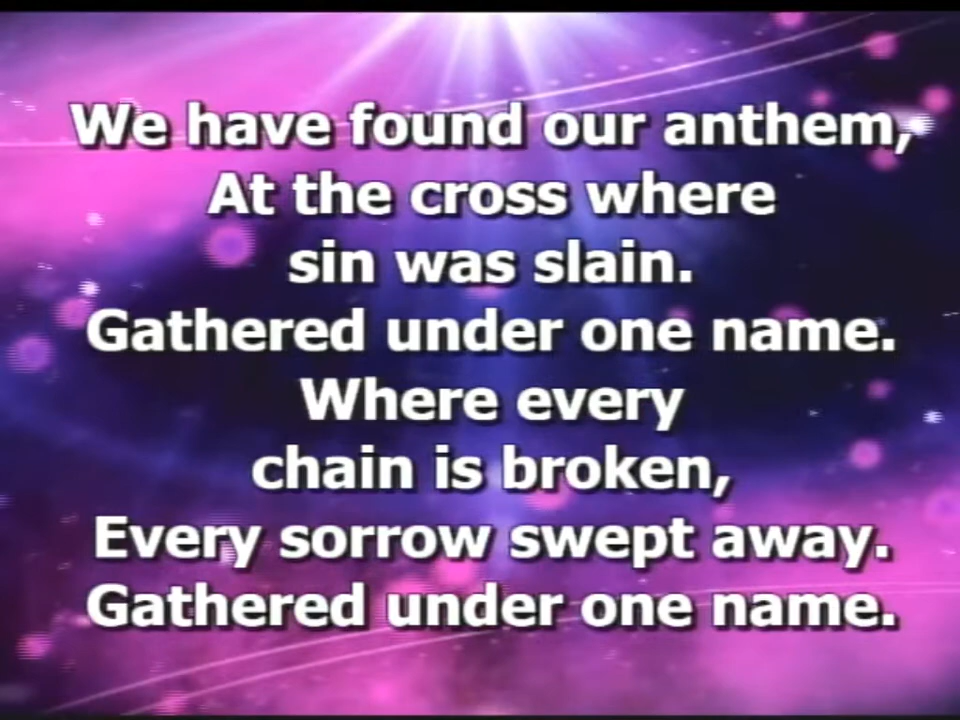 We have found our anthem,
At the cross where
sin was slain.
Gathered under one name.
Where every
chain is broken,
Every sorrow swept away.
Gathered under one name.